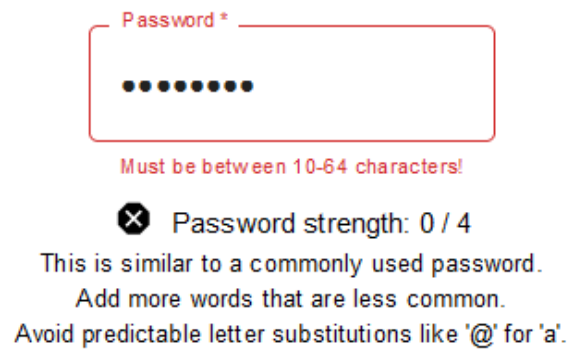 Password *
••••••••
Must be between 10-64 characters!
Password strength: 0 / 4
This is similar to a commonly used password.
Add more words that are less common.
Avoid predictable letter substitutions like '@' for 'a'.